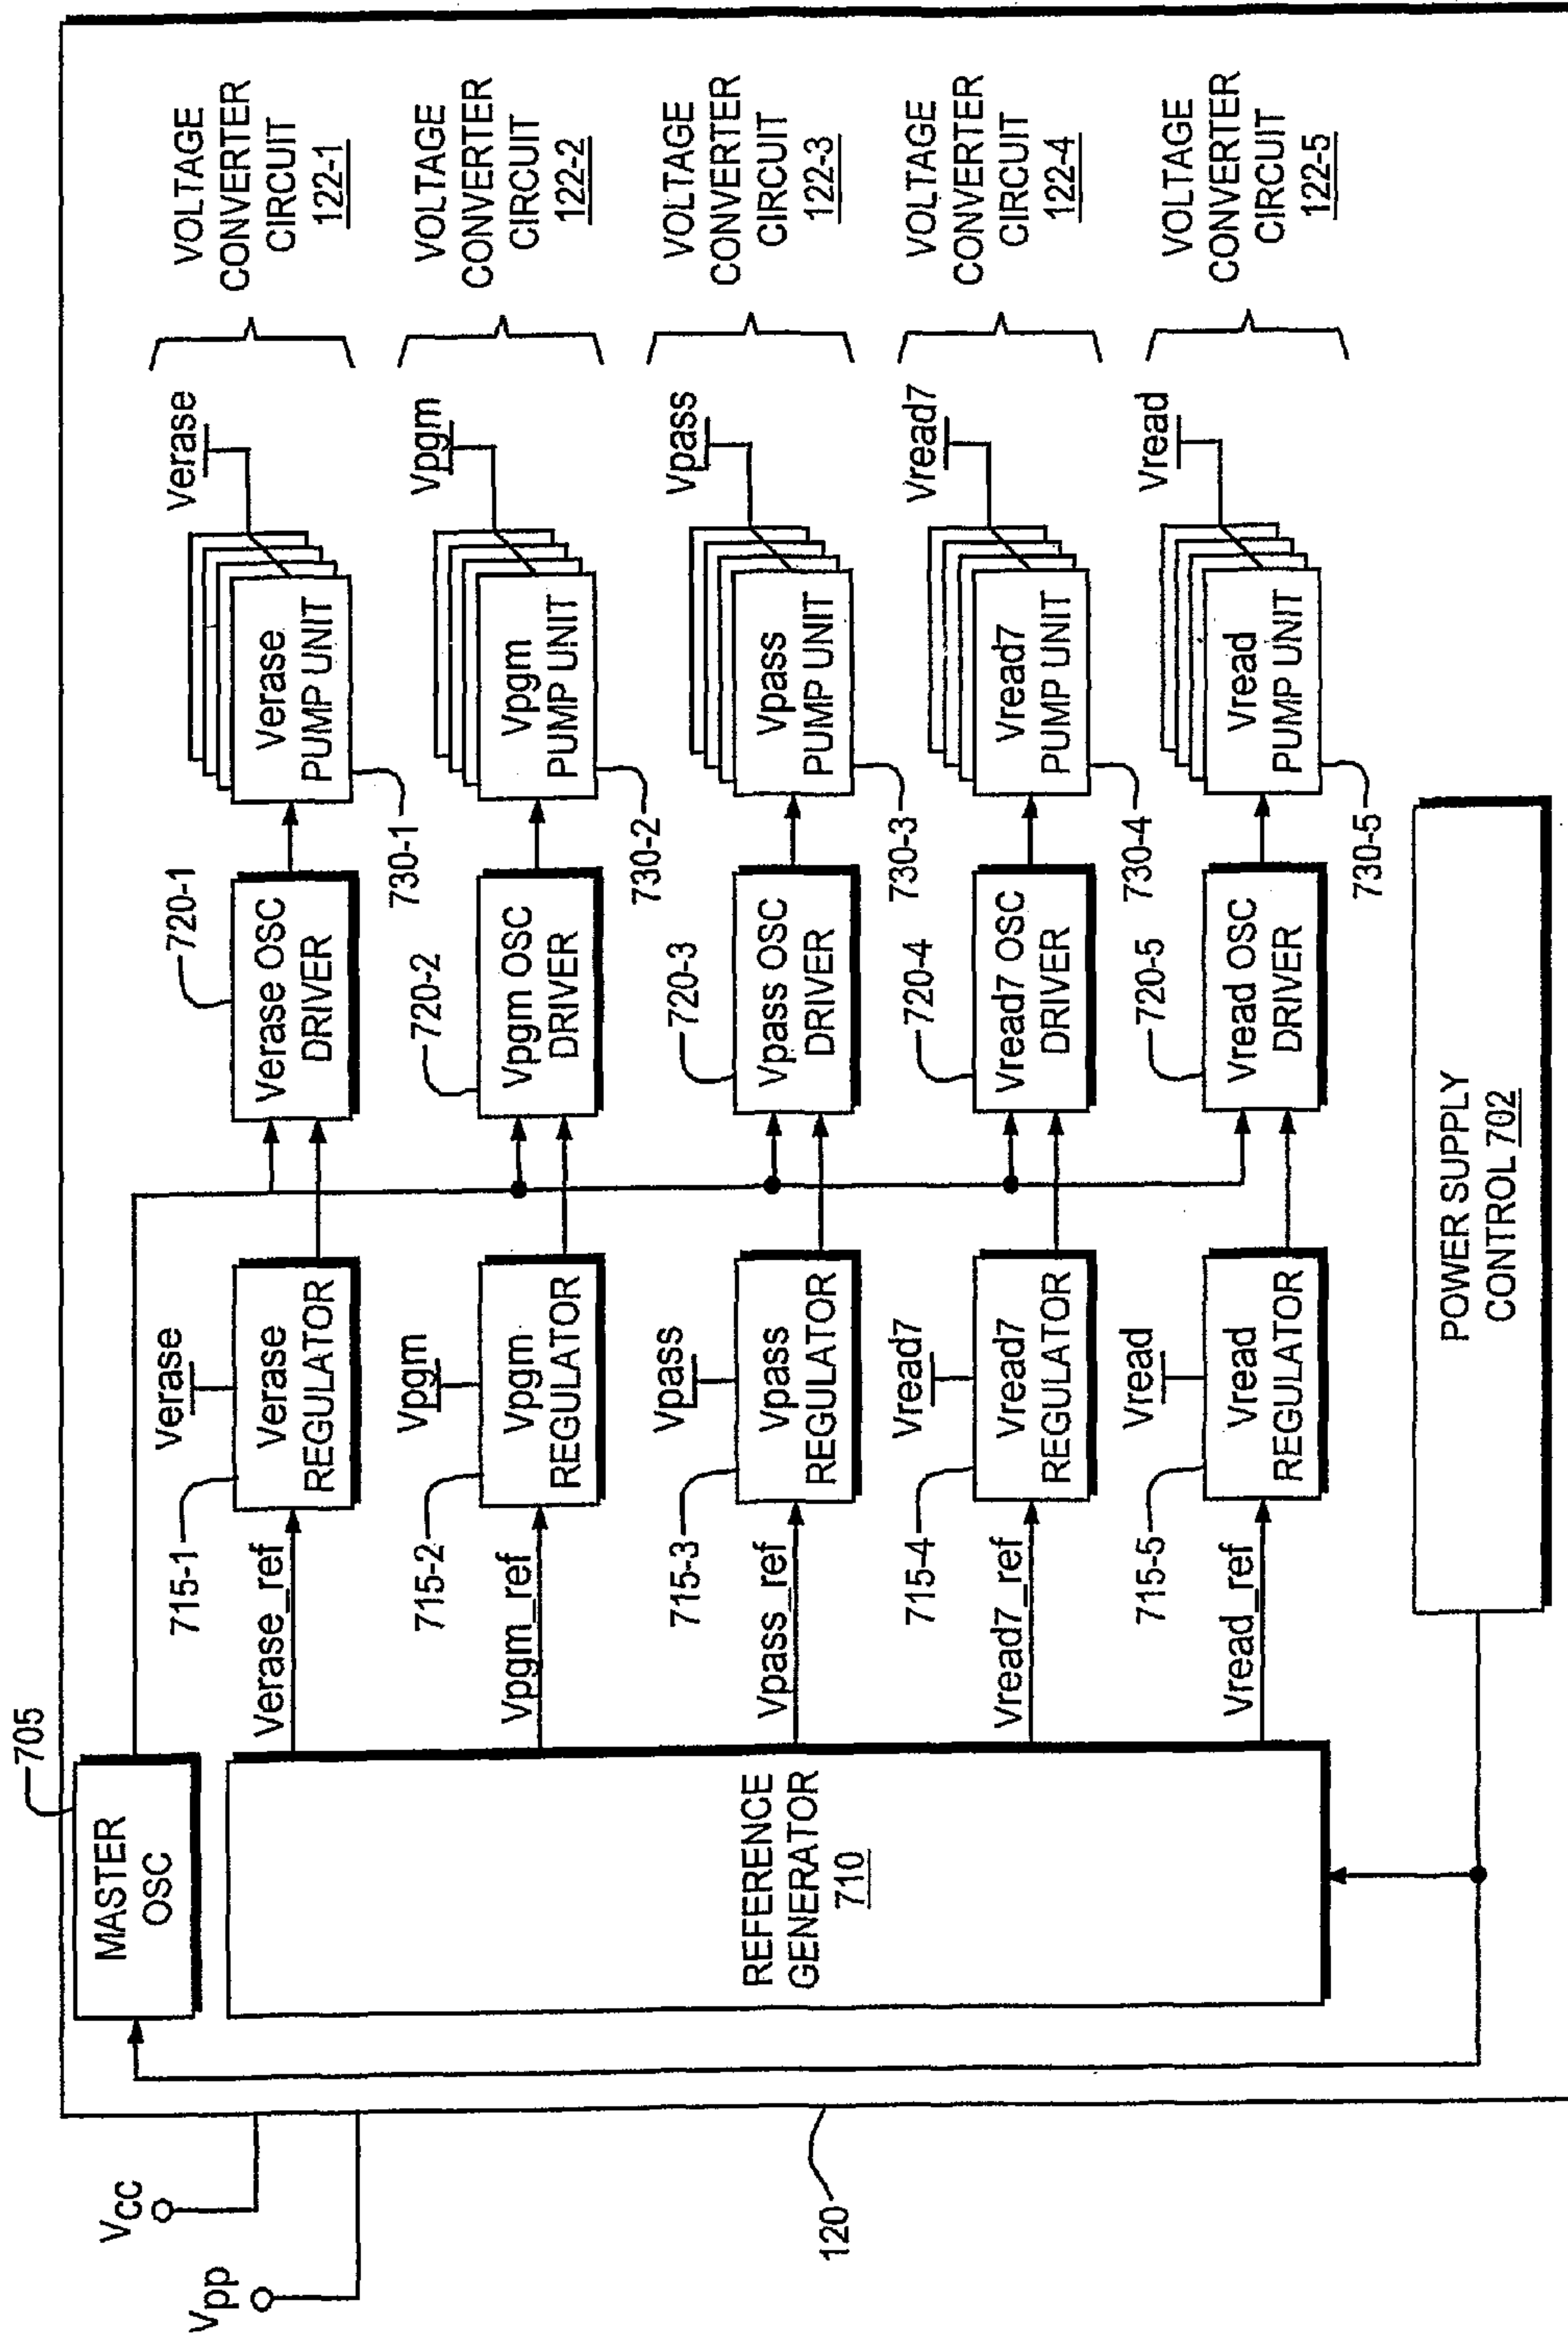 Vpp
Vcc
120
MASTER
OSC
705
REFERENCE
GENERATOR
710
POWER SUPPLY
CONTROL 702
Verase_ref
715-1
Verase
Verase
REGULATOR
720-1
Verase OSC
DRIVER
730-1
Verase
PUMP UNIT
Verase
VOLTAGE
CONVERTER
CIRCUIT
122-1
Vpgm_ref
715-2
Vpgm
Vpgm
REGULATOR
720-2
Vpgm OSC
DRIVER
730-2
Vpgm
PUMP UNIT
Vpgm
VOLTAGE
CONVERTER
CIRCUIT
122-2
Vpass_ref
715-3
Vpass
Vpass
REGULATOR
720-3
Vpass OSC
DRIVER
730-3
Vpass
PUMP UNIT
Vpass
VOLTAGE
CONVERTER
CIRCUIT
122-3
Vread7_ref
715-4
Vread7
Vread7
REGULATOR
720-4
Vread7 OSC
DRIVER
730-4
Vread7
PUMP UNIT
Vread7
VOLTAGE
CONVERTER
CIRCUIT
122-4
Vread_ref
715-5
Vread
Vread
REGULATOR
720-5
Vread OSC
DRIVER
730-5
Vread
PUMP UNIT
Vread
VOLTAGE
CONVERTER
CIRCUIT
122-5